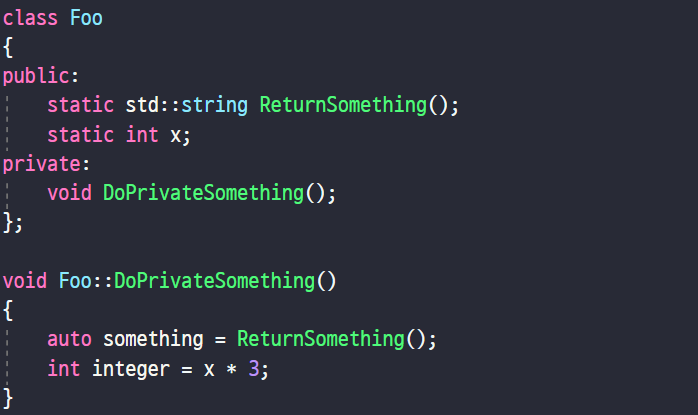 class Foo
{
public:
    static std::string ReturnSomething();
    static int x;
private:
    void DoPrivateSomething();
};

void Foo::DoPrivateSomething()
{
    auto something = ReturnSomething();
    int integer = x * 3;
}